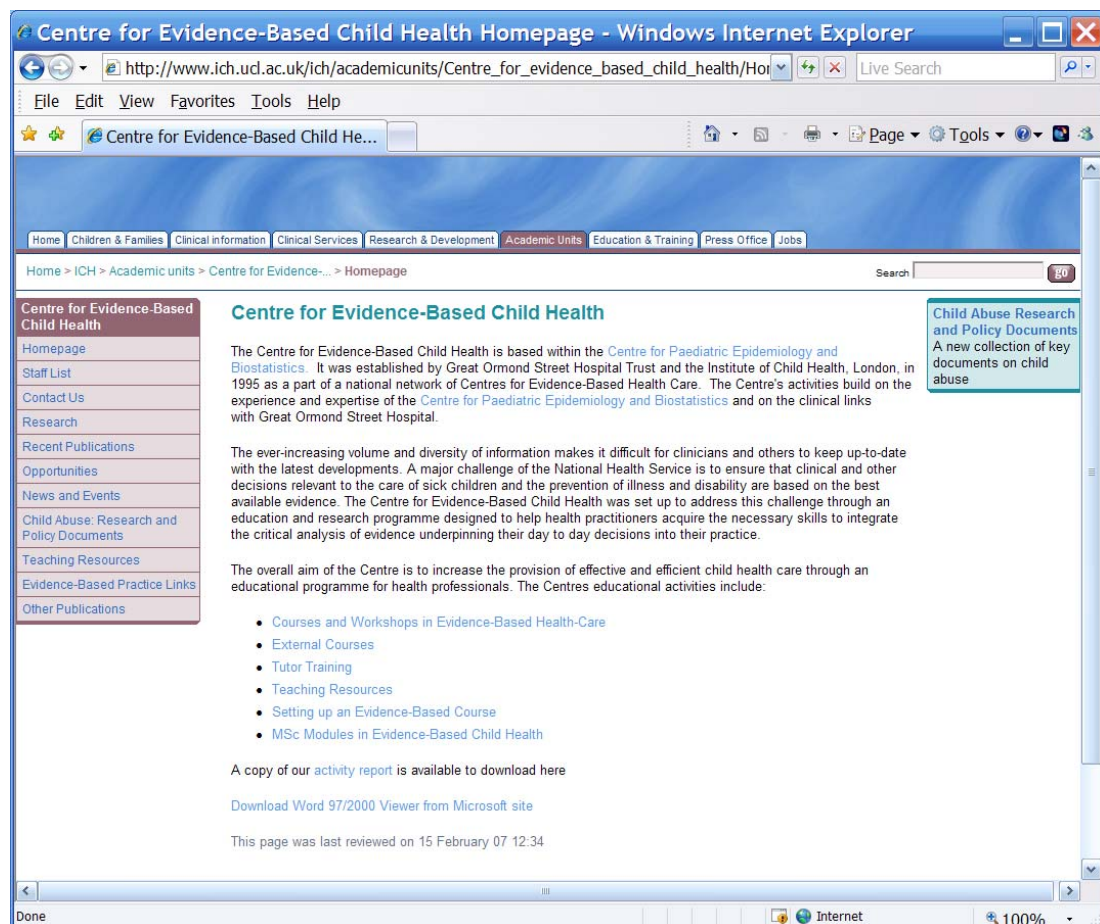 Centre for Evidence-Based Child Health Homepage - Windows Internet Explorer
http://www.ich.ucl.ac.uk/ich/academicunits/Centre_for_evidence_based_child_health/Hor
Live Search
File Edit View Favorites Tools Help
Centre for Evidence-Based Child He...
Page Tools
Home Children & Families Clinical information Clinical Services Research & Development Academic Units Education & Training Press Office Jobs
Home > ICH > Academic units > Centre for Evidence-... > Homepage
Search go
Centre for Evidence-Based
Child Health
Homepage
Staff List
Contact Us
Research
Recent Publications
Opportunities
News and Events
Child Abuse: Research and
Policy Documents
Teaching Resources
Evidence-Based Practice Links
Other Publications
Centre for Evidence-Based Child Health
The Centre for Evidence-Based Child Health is based within the Centre for Paediatric Epidemiology and
Biostatistics. It was established by Great Ormond Street Hospital Trust and the Institute of Child Health, London, in
1995 as a part of a national network of Centres for Evidence-Based Health Care. The Centre's activities build on the
experience and expertise of the Centre for Paediatric Epidemiology and Biostatistics and on the clinical links
with Great Ormond Street Hospital.
The ever-increasing volume and diversity of information makes it difficult for clinicians and others to keep up-to-date
with the latest developments. A major challenge of the National Health Service is to ensure that clinical and other
decisions relevant to the care of sick children and the prevention of illness and disability are based on the best
available evidence. The Centre for Evidence-Based Child Health was set up to address this challenge through an
education and research programme designed to help health practitioners acquire the necessary skills to integrate
the critical analysis of evidence underpinning their day to day decisions into their practice.
The overall aim of the Centre is to increase the provision of effective and efficient child health care through an
educational programme for health professionals. The Centres educational activities include:
Courses and Workshops in Evidence-Based Health-Care
External Courses
Tutor Training
Teaching Resources
Setting up an Evidence-Based Course
MSc Modules in Evidence-Based Child Health
A copy of our activity report is available to download here
Download Word 97/2000 Viewer from Microsoft site
This page was last reviewed on 15 February 07 12:34
Child Abuse Research
and Policy Documents
A new collection of key
documents on child
abuse
Done
Internet
100%